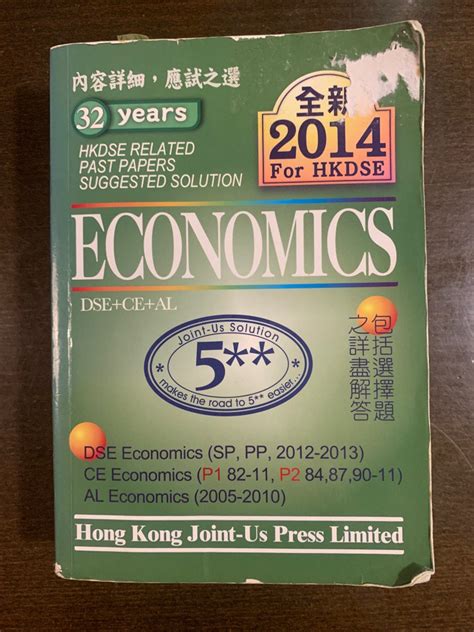 內容詳細，應試之選
32 years
HKDSE RELATED
PAST PAPERS
SUGGESTED SOLUTION
全新
2014
For HKDSE
ECONOMICS
DSE+CE+AL
Joint-Us Solution
5**
makes the road to 5** easier...
包括選擇題
之詳盡解答
DSE Economics (SP, PP, 2012-2013)
CE Economics (P1 82-11, P2 84,87,90-11)
AL Economics (2005-2010)
Hong Kong Joint-Us Press Limited